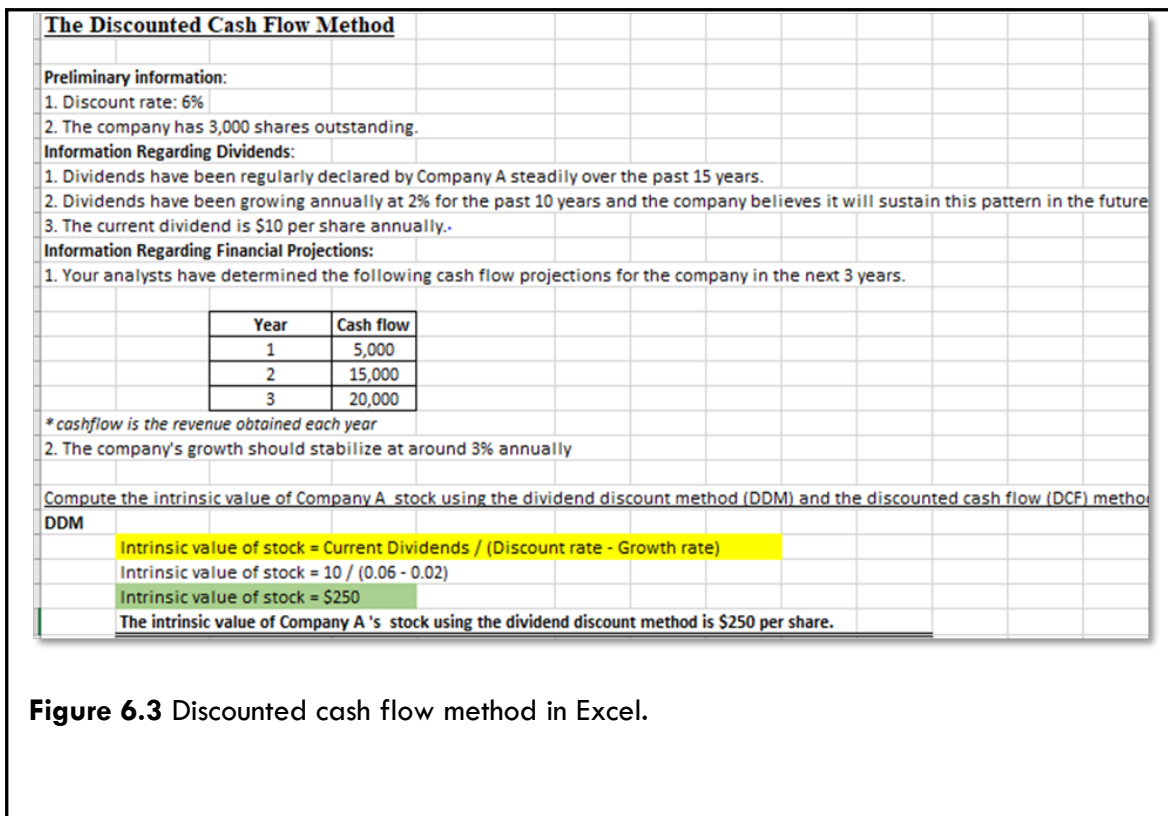 The Discounted Cash Flow Method
Preliminary information:
1. Discount rate: 6%
2. The company has 3,000 shares outstanding.
Information Regarding Dividends:
1. Dividends have been regularly declared by Company A steadily over the past 15 years.
2. Dividends have been growing annually at 2% for the past 10 years and the company believes it will sustain this pattern in the future
3. The current dividend is $10 per share annually.
Information Regarding Financial Projections:
1. Your analysts have determined the following cash flow projections for the company in the next 3 years.
Year Cash flow
1 5,000
2 15,000
3 20,000
* cashflow is the revenue obtained each year
2. The company's growth should stabilize at around 3% annually
Compute the intrinsic value of Company A stock using the dividend discount method (DDM) and the discounted cash flow (DCF) metho
DDM
Intrinsic value of stock = Current Dividends / (Discount rate - Growth rate)
Intrinsic value of stock = 10 / (0.06 - 0.02)
Intrinsic value of stock = $250
The intrinsic value of Company A 's stock using the dividend discount method is $250 per share.
Figure 6.3 Discounted cash flow method in Excel.